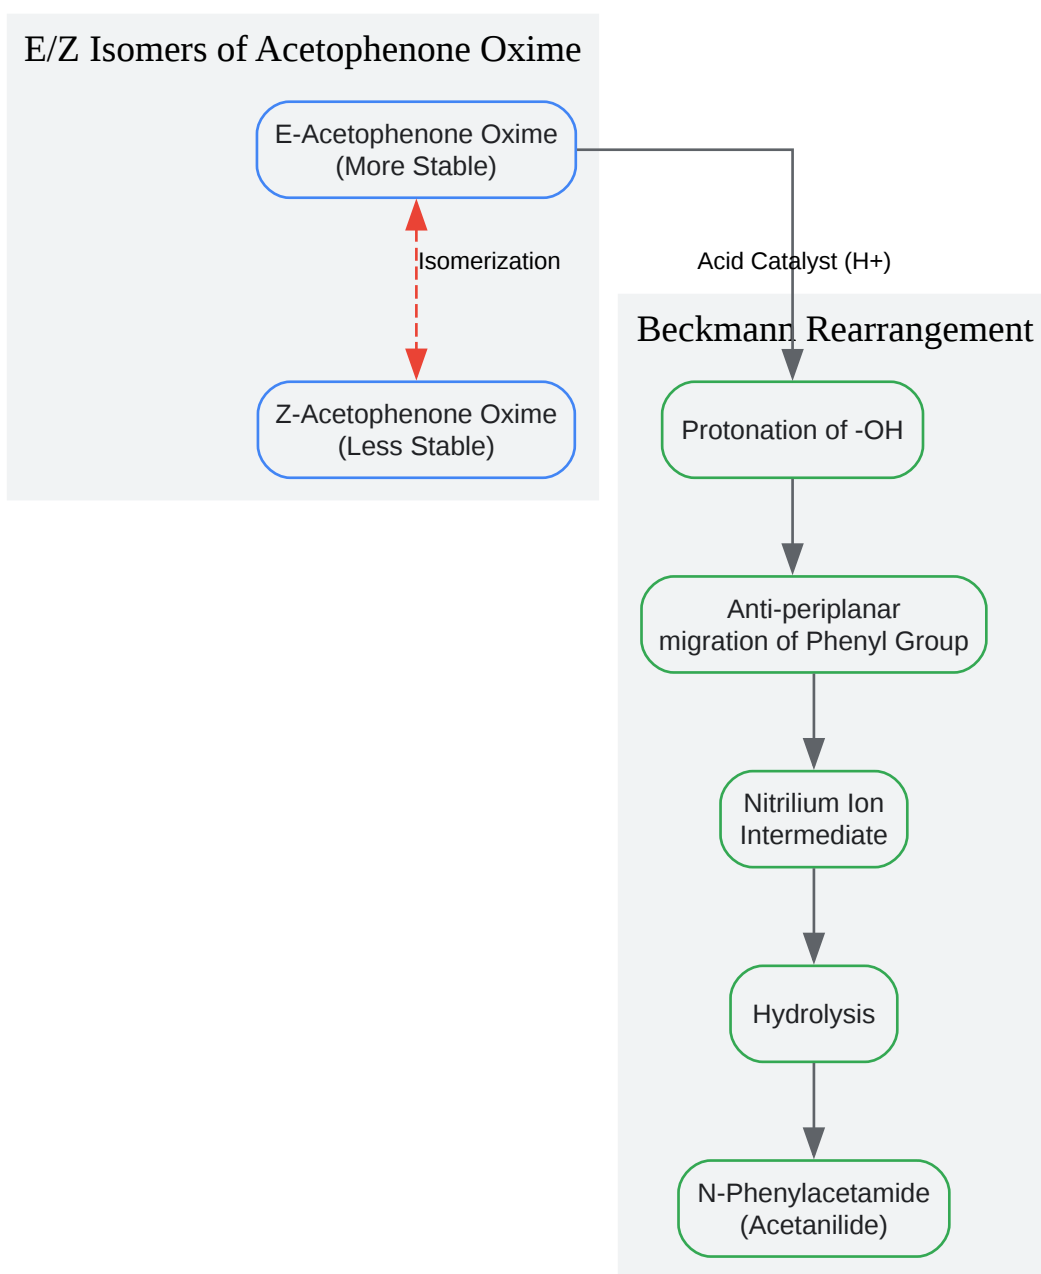 E/Z Isomers of Acetophenone Oxime
E-Acetophenone Oxime
(More Stable)
Isomerization
Acid Catalyst (H+)
Z-Acetophenone Oxime
(Less Stable)
Beckmann Rearrangement
Protonation of -OH
Anti-periplanar
migration of Phenyl Group
Nitrilium Ion
Intermediate
Hydrolysis
N-Phenylacetamide
(Acetanilide)